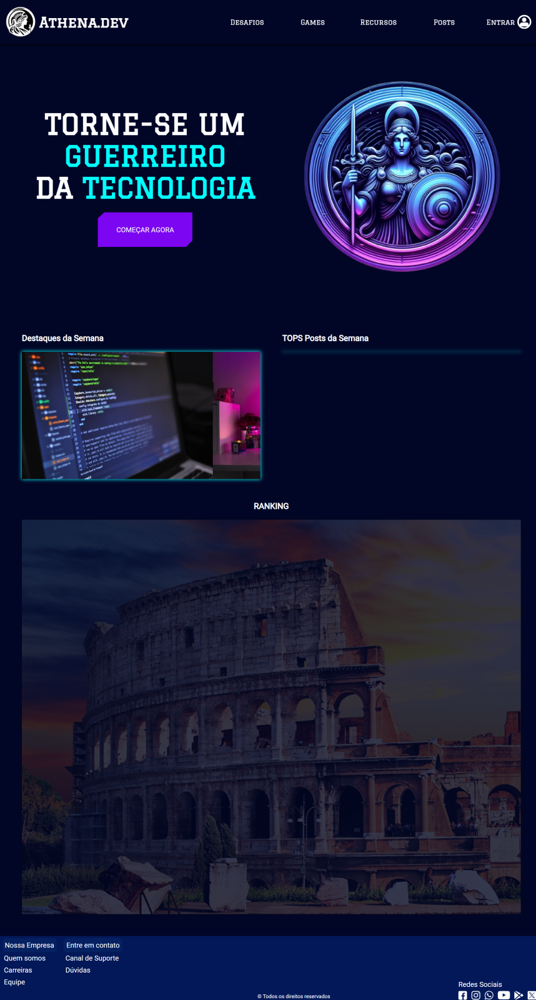 ATHENA.DEV
DESAFIOS
GAMES
RECURSOS
POSTS
ENTRAR
TORNE-SE UM
GUERREIRO
DA TECNOLOGIA
COMEÇAR AGORA
Destaques da Semana
TOPS Posts da Semana
RANKING
Nossa Empresa
Quem somos
Carreiras
Equipe
Entre em contato
Canal de Suporte
Dúvidas
© Todos os direitos reservados
Redes Sociais